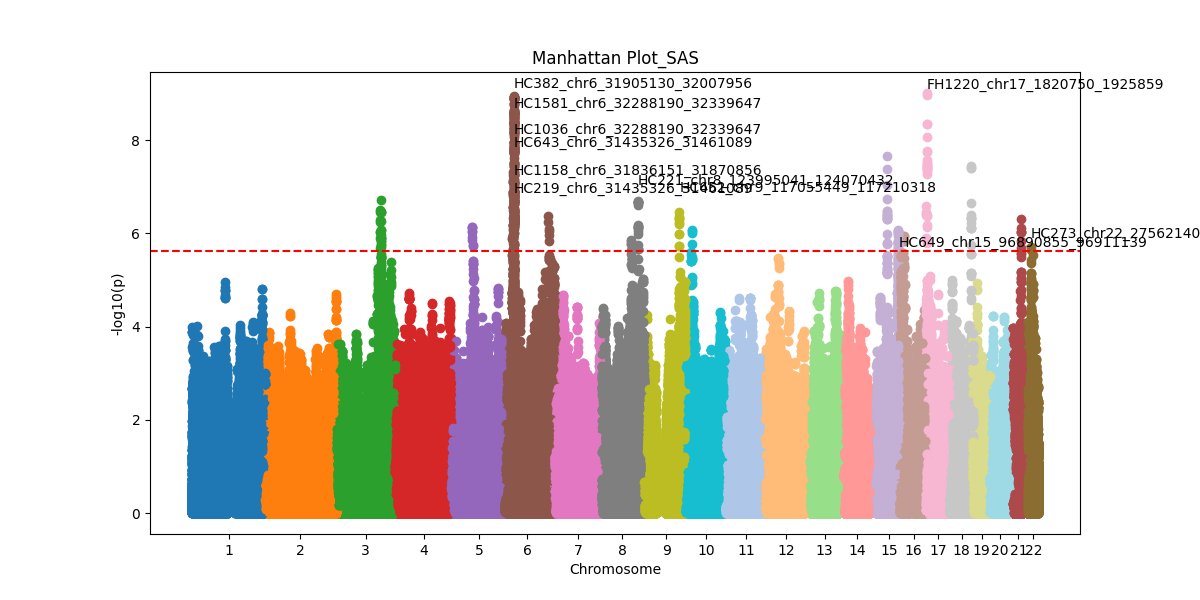 Manhattan Plot_SAS
HC382_chr6_31905130_32007956
FH1220_chr17_1820750_1925859
HC1581_chr6_32288190_32339647
HC1036_chr6_32288190_32339647
HC643_chr6_31435326_31461089
HC1158_chr6_31836151_31870856
HC221_chr8_123995041_124070432
HC219_chr6_31435326_31461089
HC273_chr22_27562140
HC649_chr15_96890855_96911139
-log10(p)
8
6
4
2
0
1 2 3 4 5 6 7 8 9 10 11 12 13 14 15 16 17 18 19 20 21 22
Chromosome